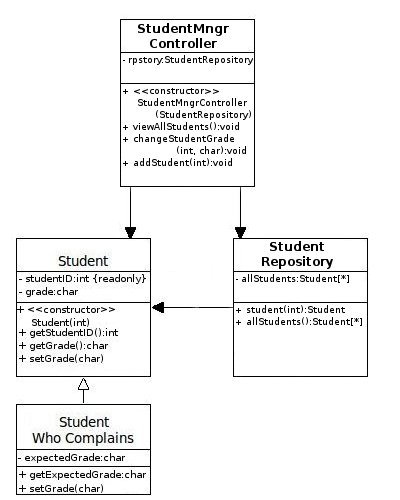 StudentMngr
Controller
- rpstory:StudentRepository
+ <<constructor>>
StudentMngrController
(StudentRepository)
+ viewAllStudents():void
+ changeStudentGrade
(int, char):void
+ addStudent(int):void
Student
- studentID:int {readonly}
- grade:char
+ <<constructor>>
Student(int)
+ getStudentID():int
+ getGrade():char
+ setGrade(char)
Student
Repository
- allStudents:Student[*]
+ student(int):Student
+ allStudents():Student[*]
Student
Who Complains
- expectedGrade:char
+ getExpectedGrade:char
+ setGrade(char)